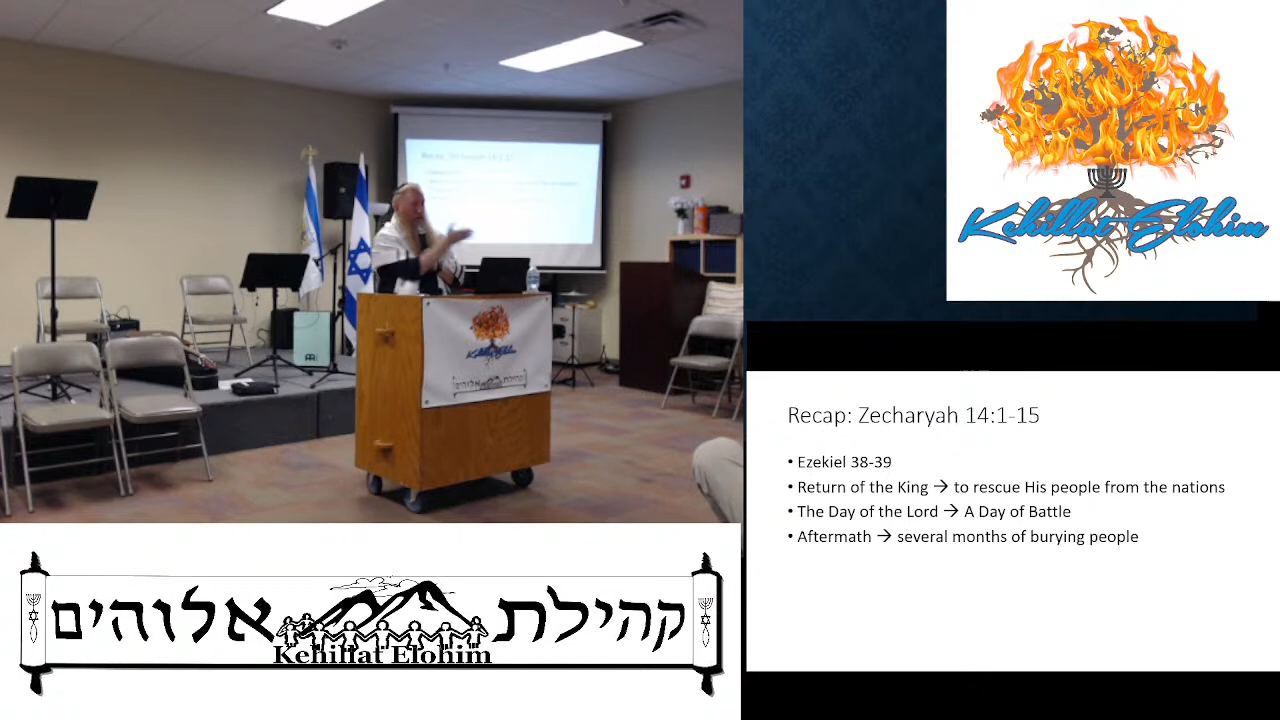 Kehillat Elohim
Recap: Zecharyah 14:1-15
• Ezekiel 38-39
• Return of the King → to rescue His people from the nations
• The Day of the Lord → A Day of Battle
• Aftermath → several months of burying people
קהילת אלוהים
Kehillat Elohim